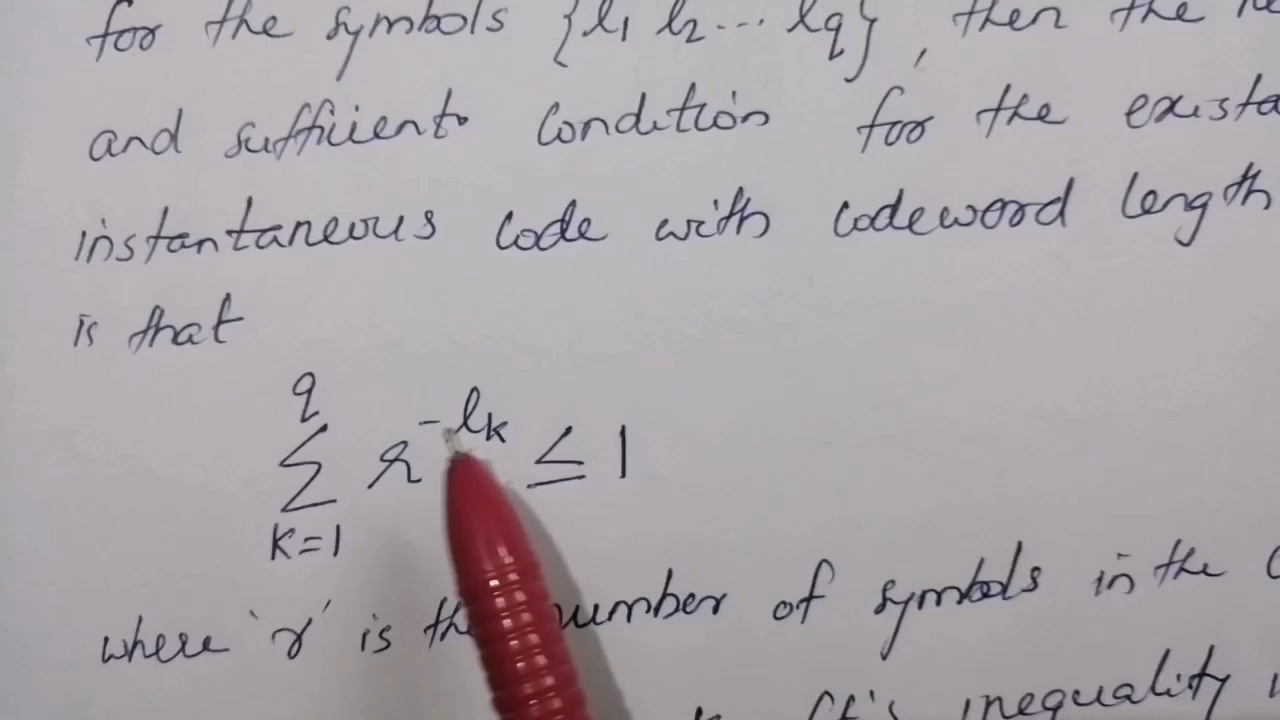 for the symbols {l1 l2 ... lq}, then the
and sufficient condition for the
instantaneous code with codeword length
is that
q
Σ r^-lk ≤ 1
K=1
where 'r' is the number of symbols in the
inequality